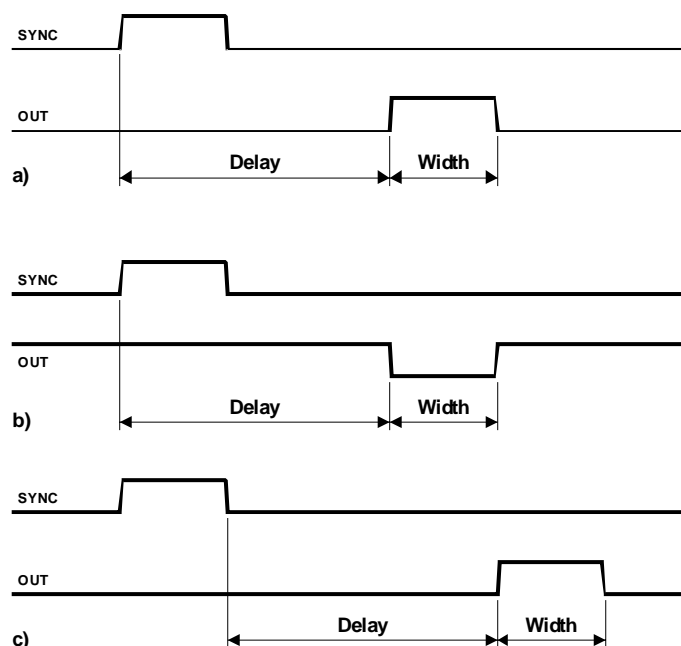 SYNC
OUT
Delay Width
a)
SYNC
OUT
Delay Width
b)
SYNC
OUT
Delay Width
c)